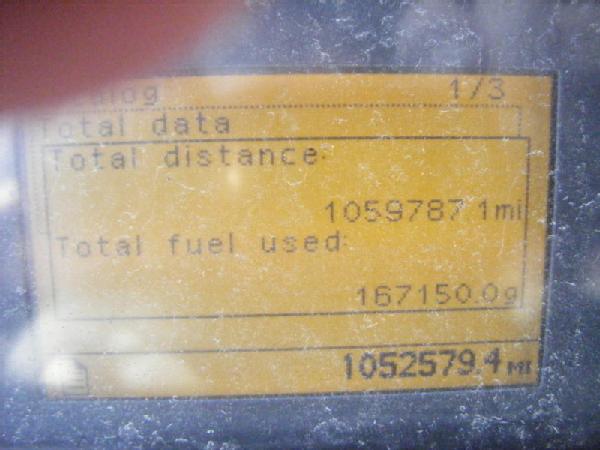 1/3
Total data
Total distance:
1059787.1mi
Total fuel used:
167150.0g
1052579.4 MI